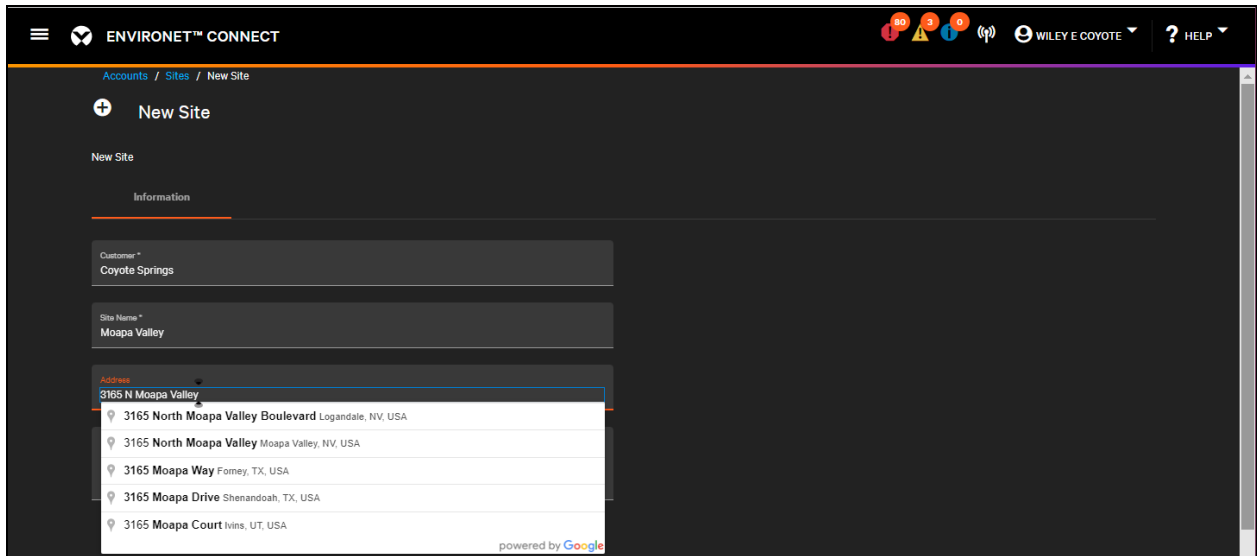 80 3 0
ENVIRONET™ CONNECT WILEY E COYOTE ? HELP
Accounts / Sites / New Site
New Site
New Site
Information
Customer *
Coyote Springs
Site Name *
Moapa Valley
Address
3165 N Moapa Valley
3165 North Moapa Valley Boulevard Logandale, NV, USA
3165 North Moapa Valley Moapa Valley, NV, USA
3165 Moapa Way Forney, TX, USA
3165 Moapa Drive Shenandoah, TX, USA
3165 Moapa Court Ivins, UT, USA
powered by Google